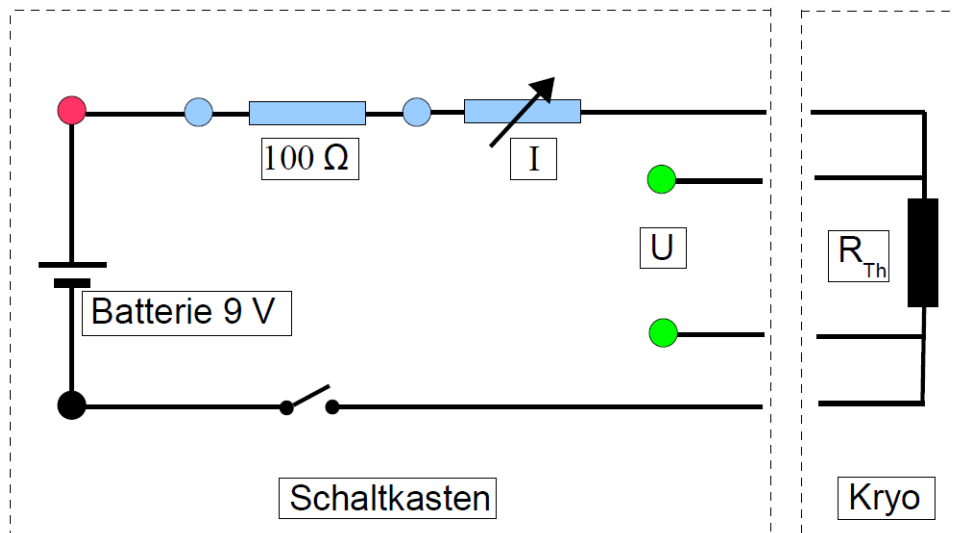 100 Ω
I
U
R_Th
Batterie 9 V
Schaltkasten
Kryo